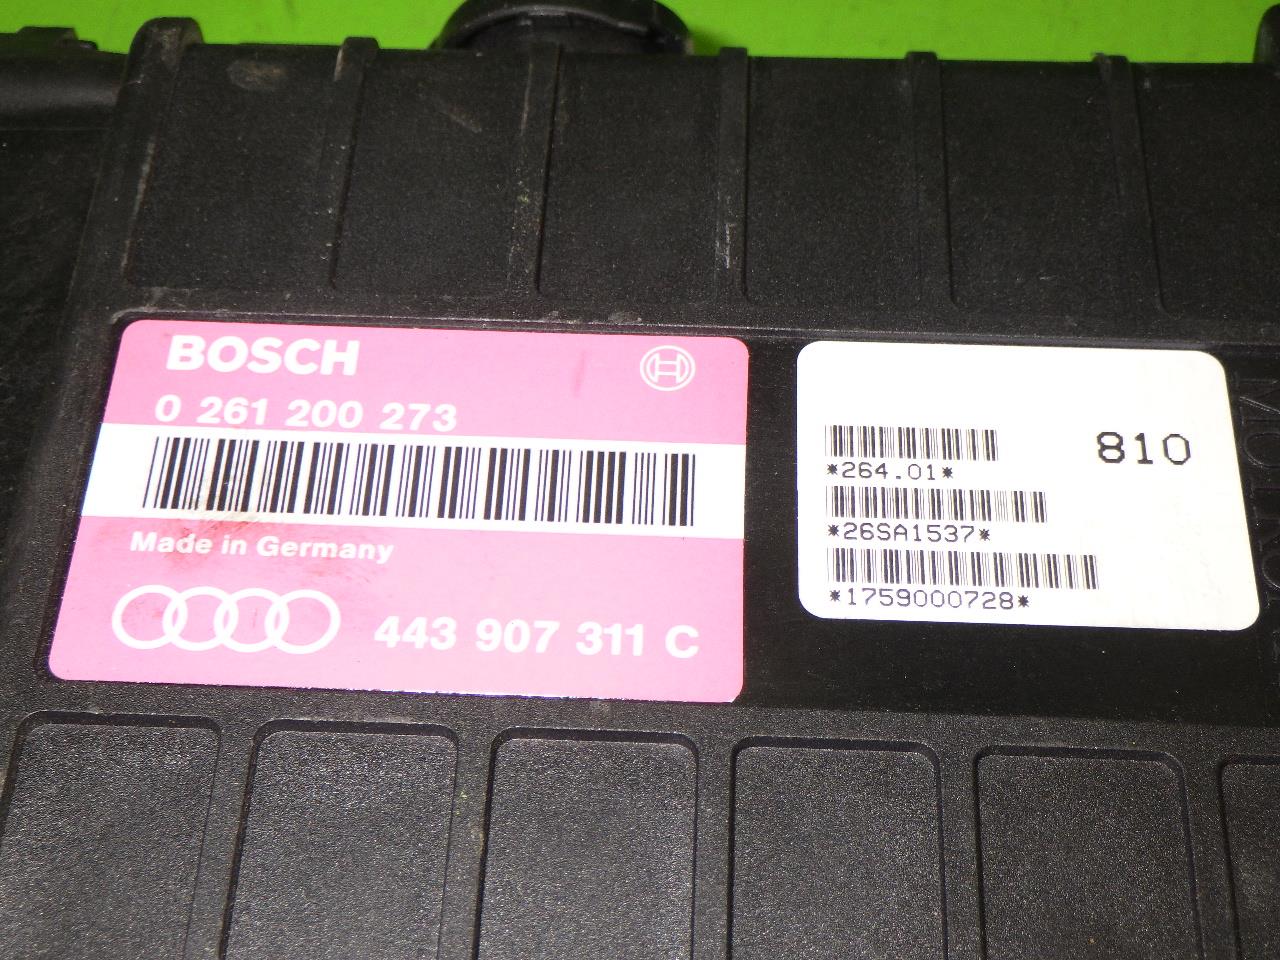 BOSCH
0 261 200 273
Made in Germany
443 907 311 C
810
*264.01*
*26SA1537*
*1759000728*